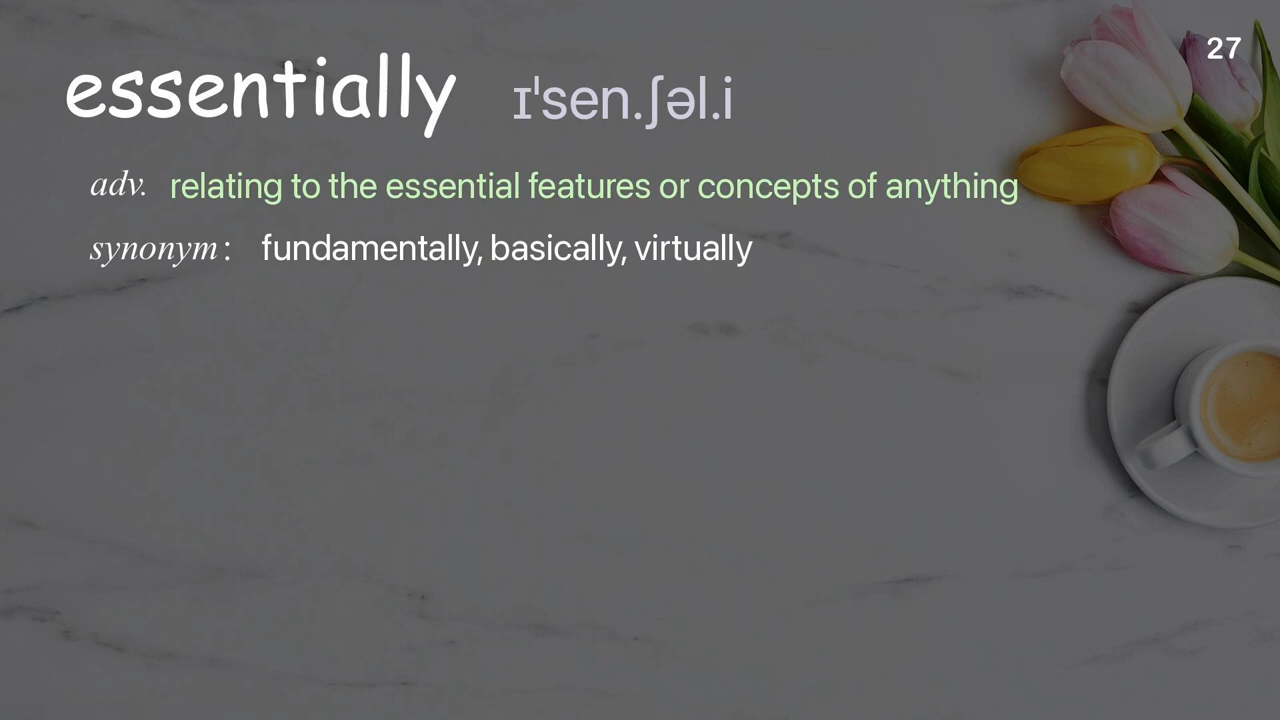 27
essentially ɪˈsen.ʃəl.i
adv. relating to the essential features or concepts of anything
synonym : fundamentally, basically, virtually